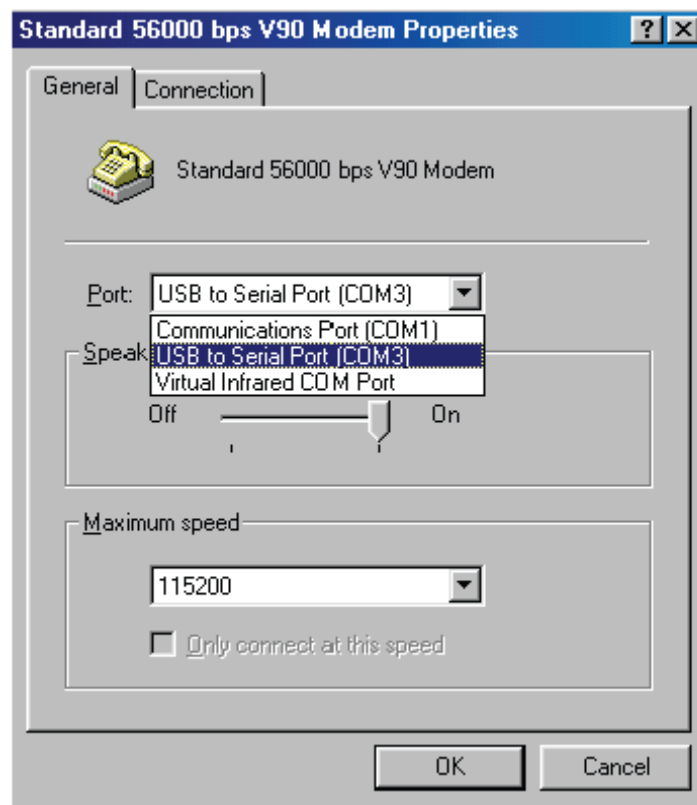 Standard 56000 bps V90 Modem Properties
General
Connection
Standard 56000 bps V90 Modem
Port:
USB to Serial Port (COM3)
Communications Port (COM1)
Speak
USB to Serial Port (COM3)
Virtual Infrared COM Port
Off
On
Maximum speed
115200
Only connect at this speed
OK
Cancel